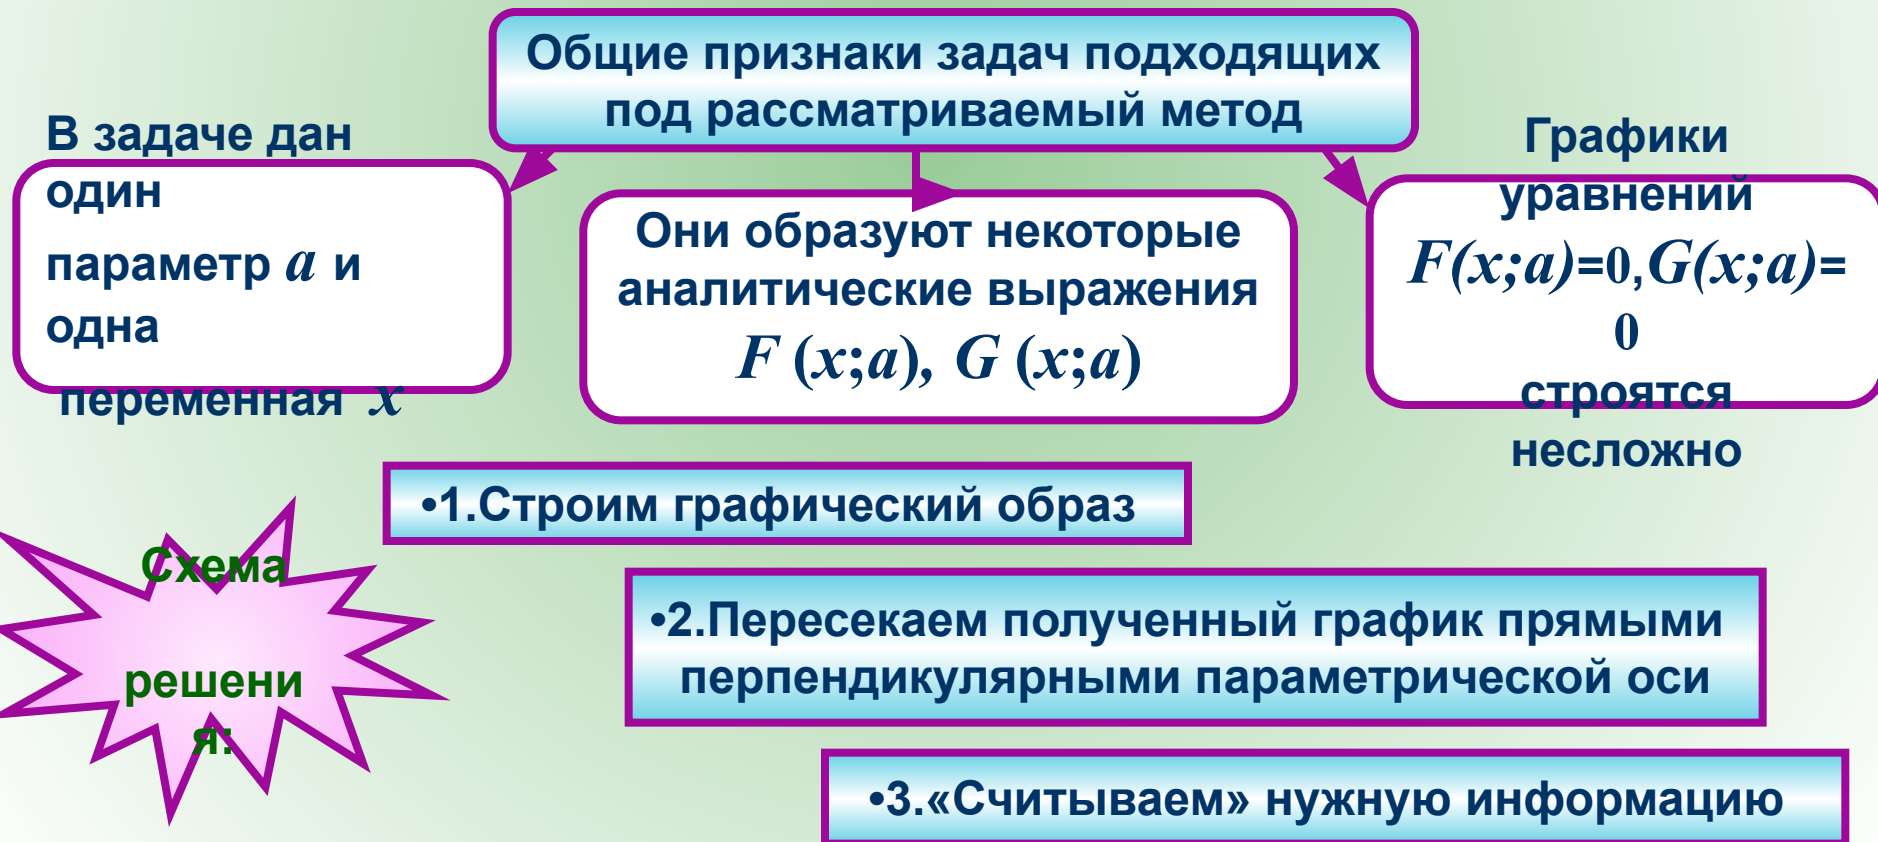 Общие признаки задач подходящих
под рассматриваемый метод
В задаче дан
один
параметр a и
одна
переменная x
Они образуют некоторые
аналитические выражения
F (x;a), G (x;a)
Графики
уравнений
F(x;a)=0,G(x;a)=
0
строятся
несложно
Схема
решени
я:
•1.Строим графический образ
•2.Пересекаем полученный график прямыми
перпендикулярными параметрической оси
•3.«Считываем» нужную информацию